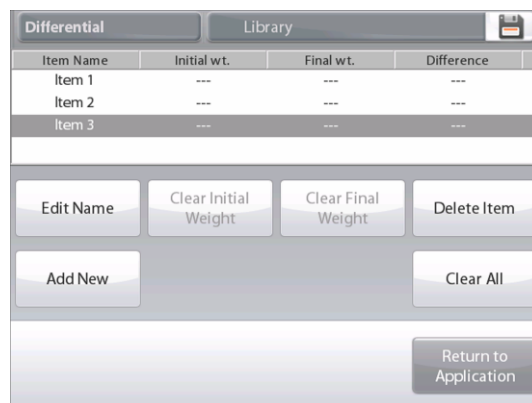 Differential Library
Item Name Initial wt. Final wt. Difference
Item 1 --- --- ---
Item 2 --- --- ---
Item 3 --- --- ---
Edit Name
Clear Initial
Weight
Clear Final
Weight
Delete Item
Add New
Clear All
Return to
Application